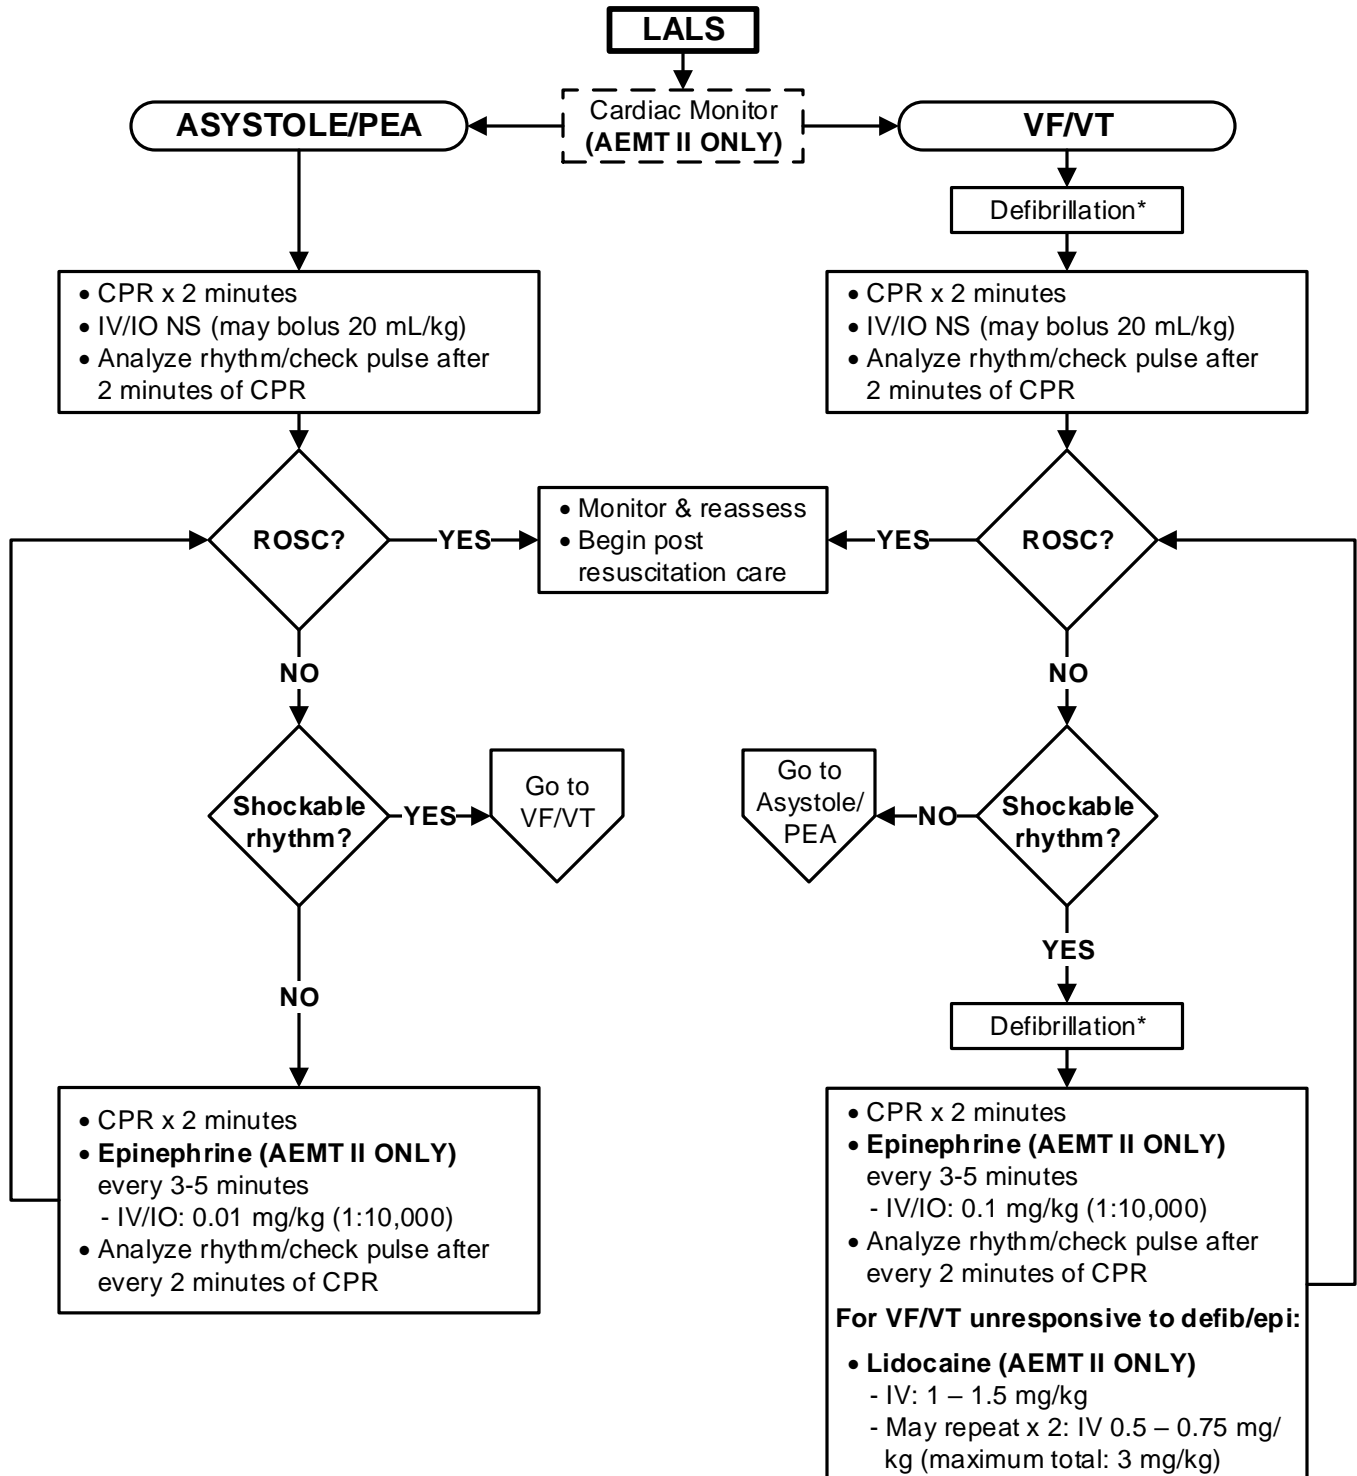 LALS
Cardiac Monitor
(AEMT II ONLY)
ASYSTOLE/PEA
VF/VT
Defibrillation*
• CPR x 2 minutes
• IV/IO NS (may bolus 20 mL/kg)
• Analyze rhythm/check pulse after
2 minutes of CPR
• CPR x 2 minutes
• IV/IO NS (may bolus 20 mL/kg)
• Analyze rhythm/check pulse after
2 minutes of CPR
ROSC?
YES
• Monitor & reassess
• Begin post
resuscitation care
YES
ROSC?
NO
NO
Shockable
rhythm?
YES
Go to
VF/VT
Go to
Asystole/
PEA
NO
Shockable
rhythm?
NO
YES
Defibrillation*
• CPR x 2 minutes
• Epinephrine (AEMT II ONLY)
every 3-5 minutes
- IV/IO: 0.01 mg/kg (1:10,000)
• Analyze rhythm/check pulse after
every 2 minutes of CPR
• CPR x 2 minutes
• Epinephrine (AEMT II ONLY)
every 3-5 minutes
- IV/IO: 0.1 mg/kg (1:10,000)
• Analyze rhythm/check pulse after
every 2 minutes of CPR
For VF/VT unresponsive to defib/epi:
• Lidocaine (AEMT II ONLY)
- IV: 1 – 1.5 mg/kg
- May repeat x 2: IV 0.5 – 0.75 mg/
kg (maximum total: 3 mg/kg)